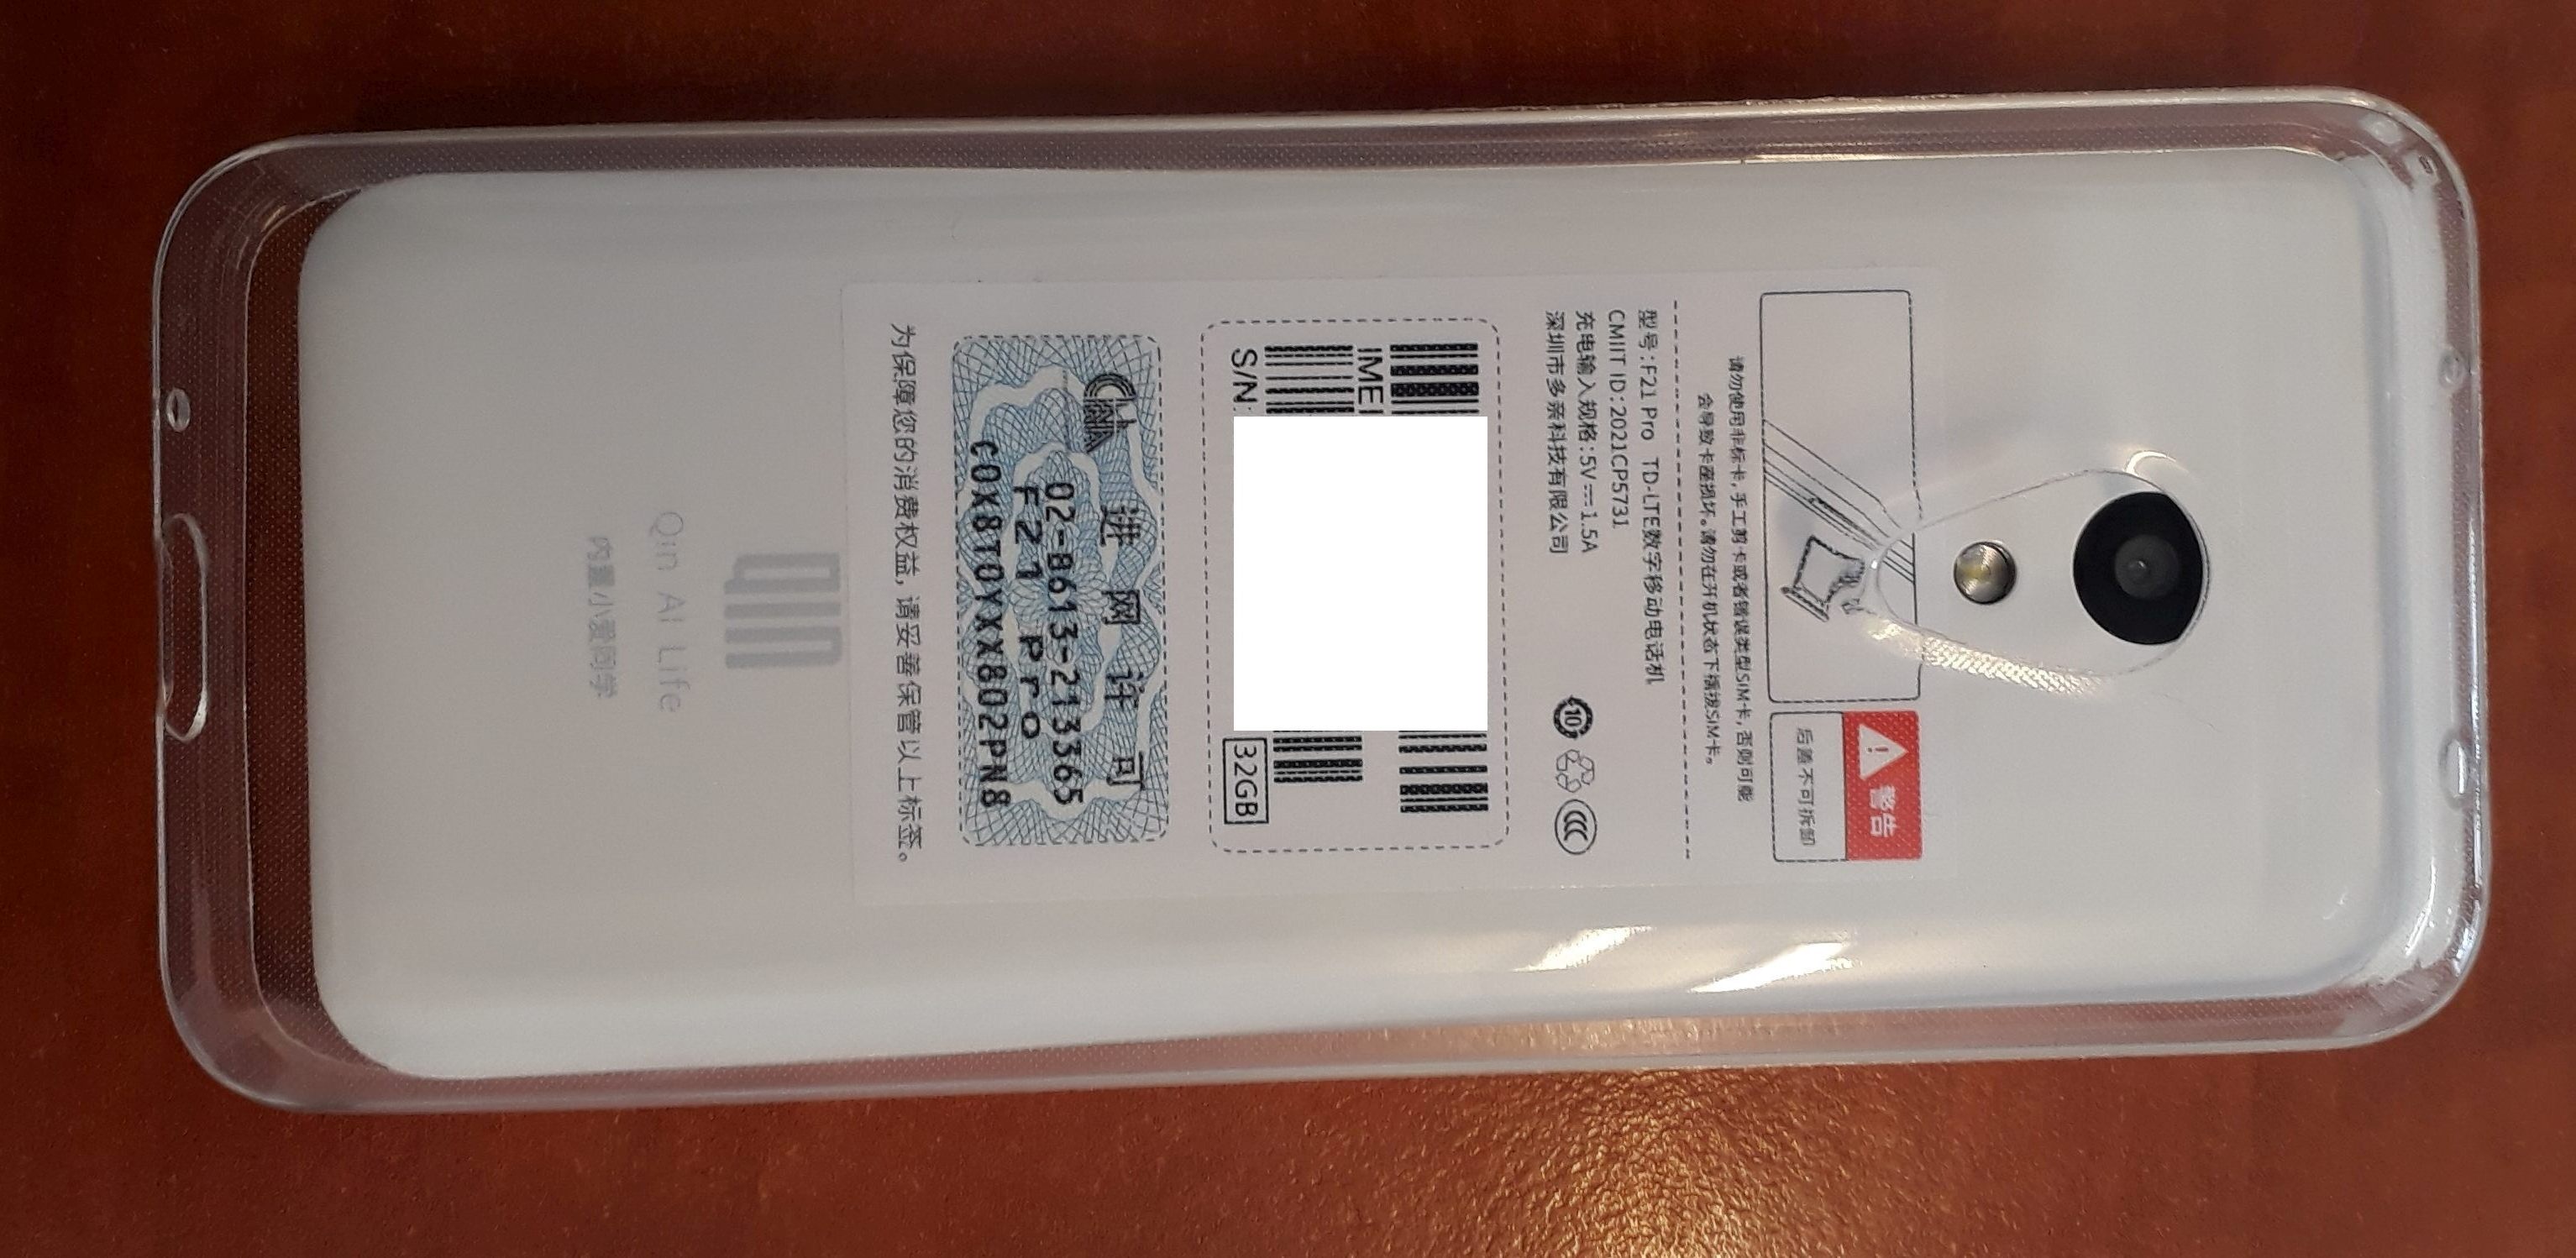 警告
后盖不可拆卸
请勿使用非标卡，手工剪卡或者错误类型SIM卡，否则可能
会导致卡座损坏。请勿在开机状态下插拔SIM卡。
型号:F21 Pro TD-LTE数字移动电话机
CMIIT ID:2021CP5731
充电输入规格:5V⎓1.5A
深圳市多亲科技有限公司
10
CCC
IMEI
S/N:
32GB
CHINA
进网许可
02-8613-213365
F21 Pro
C0X8T0YXX802PN8
为保障您的消费权益，请妥善保管以上标签。
QIN
Qin AI Life
内置小爱同学